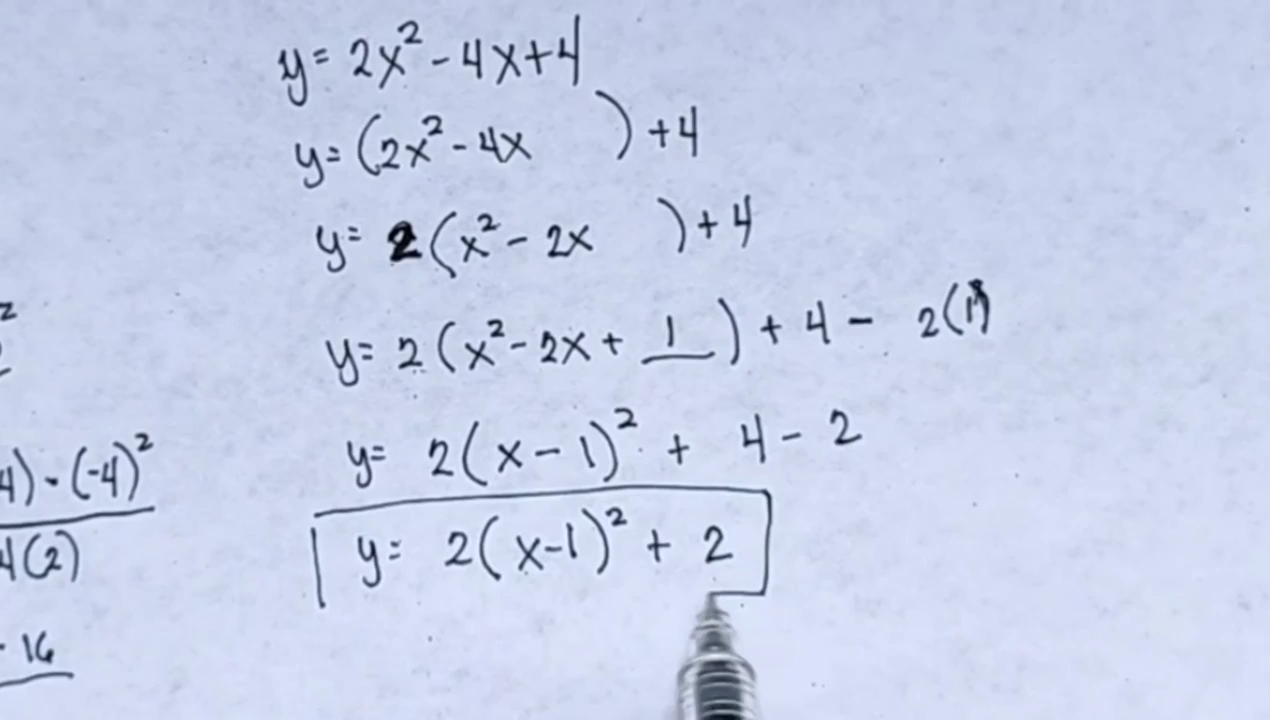 y = 2x² - 4x + 4
y = (2x² - 4x ) + 4
y = 2 (x² - 2x ) + 4
y = 2 (x² - 2x + 1 ) + 4 - 2(1)
y = 2(x - 1)² + 4 - 2
y = 2(x-1)² + 2
2
4) - (-4)²
4(2)
- 16